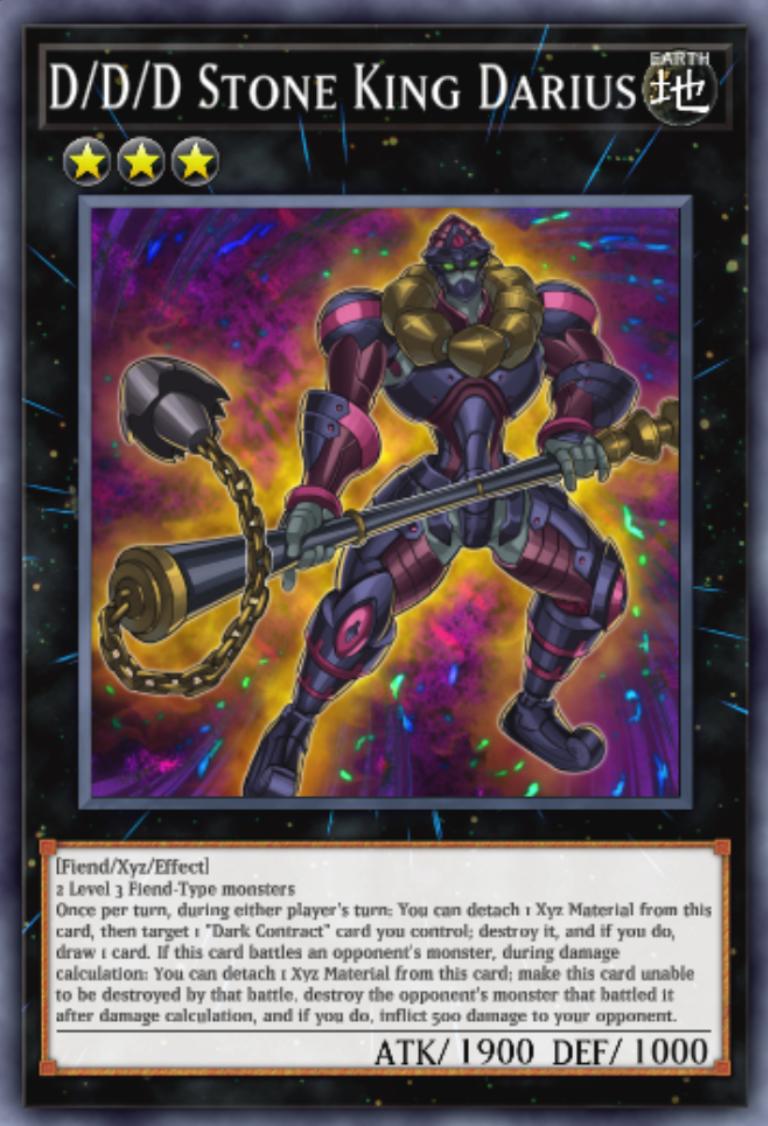 D/D/D STONE KING DARIUS
EARTH
地
[Fiend/Xyz/Effect]
2 Level 3 Fiend-Type monsters
Once per turn, during either player's turn: You can detach 1 Xyz Material from this
card, then target 1 "Dark Contract" card you control; destroy it, and if you do,
draw 1 card. If this card battles an opponent's monster, during damage
calculation: You can detach 1 Xyz Material from this card; make this card unable
to be destroyed by that battle, destroy the opponent's monster that battled it
after damage calculation, and if you do, inflict 500 damage to your opponent.
ATK/ 1900 DEF/ 1000